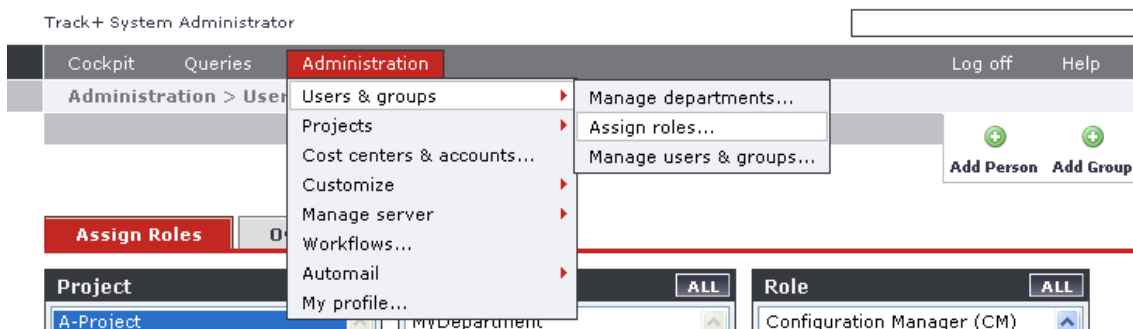 Track+ System Administrator
Cockpit Queries Administration Log off Help
Administration > User
Users & groups
Projects
Cost centers & accounts...
Customize
Manage server
Workflows...
Automail
My profile...
Manage departments...
Assign roles...
Manage users & groups...
Add Person Add Group
Assign Roles
Project ALL Role ALL
A-Project MyDepartment Configuration Manager (CM)